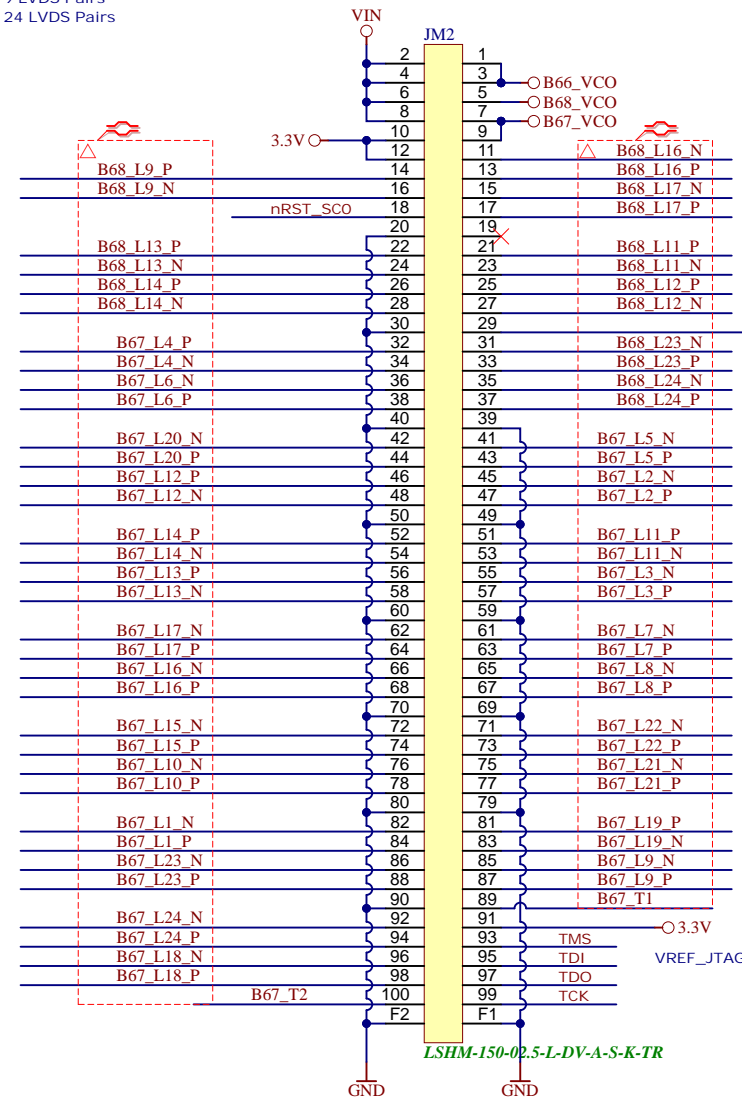 24 LVDS Pairs
VIN
JM2
2 1
4 3 B66_VCO
6 5 B68_VCO
8 7 B67_VCO
3.3V 10 9
12 11 B68_L16_N
B68_L9_P 14 13 B68_L16_P
B68_L9_N 16 15 B68_L17_N
nRST_SC0 18 17 B68_L17_P
20 19
B68_L13_P 22 21 B68_L11_P
B68_L13_N 24 23 B68_L11_N
B68_L14_P 26 25 B68_L12_P
B68_L14_N 28 27 B68_L12_N
30 29
B67_L4_P 32 31 B68_L23_N
B67_L4_N 34 33 B68_L23_P
B67_L6_N 36 35 B68_L24_N
B67_L6_P 38 37 B68_L24_P
40 39
B67_L20_N 42 41 B67_L5_N
B67_L20_P 44 43 B67_L5_P
B67_L12_P 46 45 B67_L2_N
B67_L12_N 48 47 B67_L2_P
50 49
B67_L14_P 52 51 B67_L11_P
B67_L14_N 54 53 B67_L11_N
B67_L13_P 56 55 B67_L3_N
B67_L13_N 58 57 B67_L3_P
60 59
B67_L17_N 62 61 B67_L7_N
B67_L17_P 64 63 B67_L7_P
B67_L16_N 66 65 B67_L8_N
B67_L16_P 68 67 B67_L8_P
70 69
B67_L15_N 72 71 B67_L22_N
B67_L15_P 74 73 B67_L22_P
B67_L10_N 76 75 B67_L21_N
B67_L10_P 78 77 B67_L21_P
80 79
B67_L1_N 82 81 B67_L19_P
B67_L1_P 84 83 B67_L19_N
B67_L23_N 86 85 B67_L9_N
B67_L23_P 88 87 B67_L9_P
90 89 B67_T1
B67_L24_N 92 91 3.3V
B67_L24_P 94 93 TMS
B67_L18_N 96 95 TDI VREF_JTAG
B67_L18_P 98 97 TDO
B67_T2 100 99 TCK
F2 F1
LSHM-150-02.5-L-DV-A-S-K-TR
GND GND